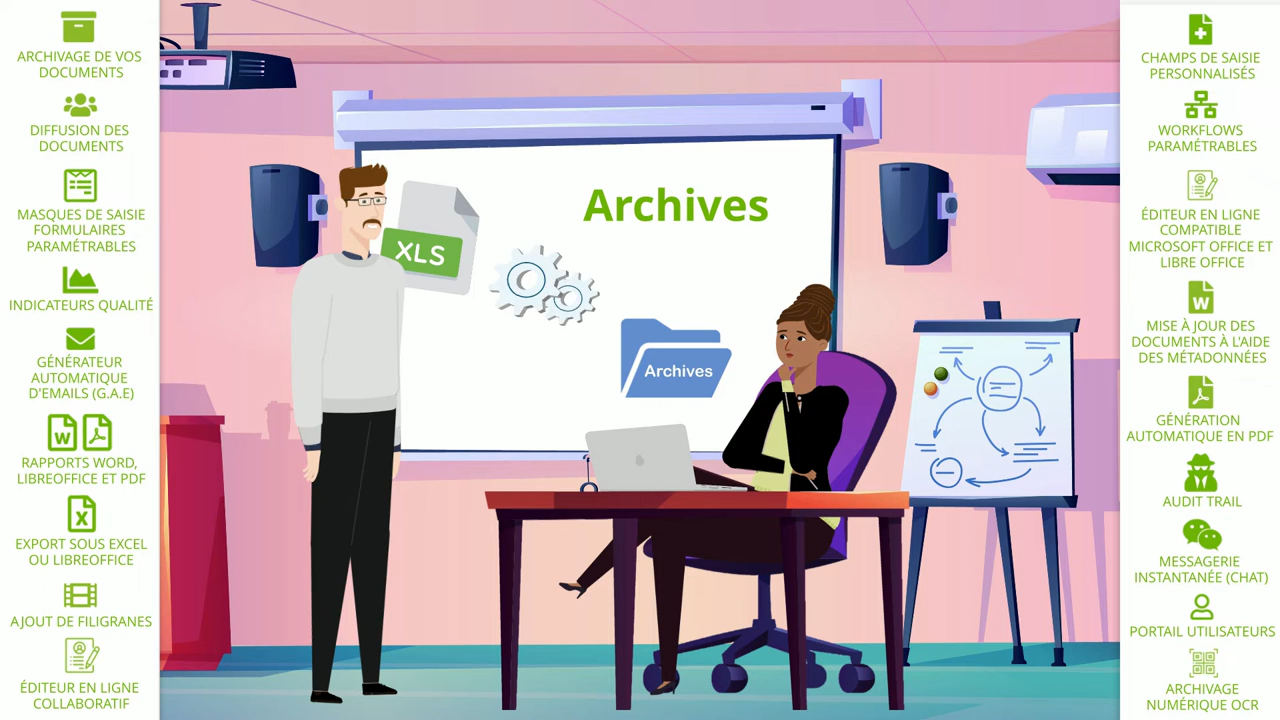 ARCHIVAGE DE VOS
DOCUMENTS
DIFFUSION DES
DOCUMENTS
MASQUES DE SAISIE
FORMULAIRES
PARAMÉTRABLES
INDICATEURS QUALITÉ
GÉNÉRATEUR
AUTOMATIQUE
D'EMAILS (G.A.E)
W
RAPPORTS WORD,
LIBREOFFICE ET PDF
X
EXPORT SOUS EXCEL
OU LIBREOFFICE
AJOUT DE FILIGRANES
ÉDITEUR EN LIGNE
COLLABORATIF
Archives
XLS
Archives
CHAMPS DE SAISIE
PERSONNALISÉS
WORKFLOWS
PARAMÉTRABLES
ÉDITEUR EN LIGNE
COMPATIBLE
MICROSOFT OFFICE ET
LIBRE OFFICE
W
MISE À JOUR DES
DOCUMENTS À L'AIDE
DES MÉTADONNÉES
GÉNÉRATION
AUTOMATIQUE EN PDF
AUDIT TRAIL
MESSAGERIE
INSTANTANÉE (CHAT)
PORTAIL UTILISATEURS
ARCHIVAGE
NUMÉRIQUE OCR